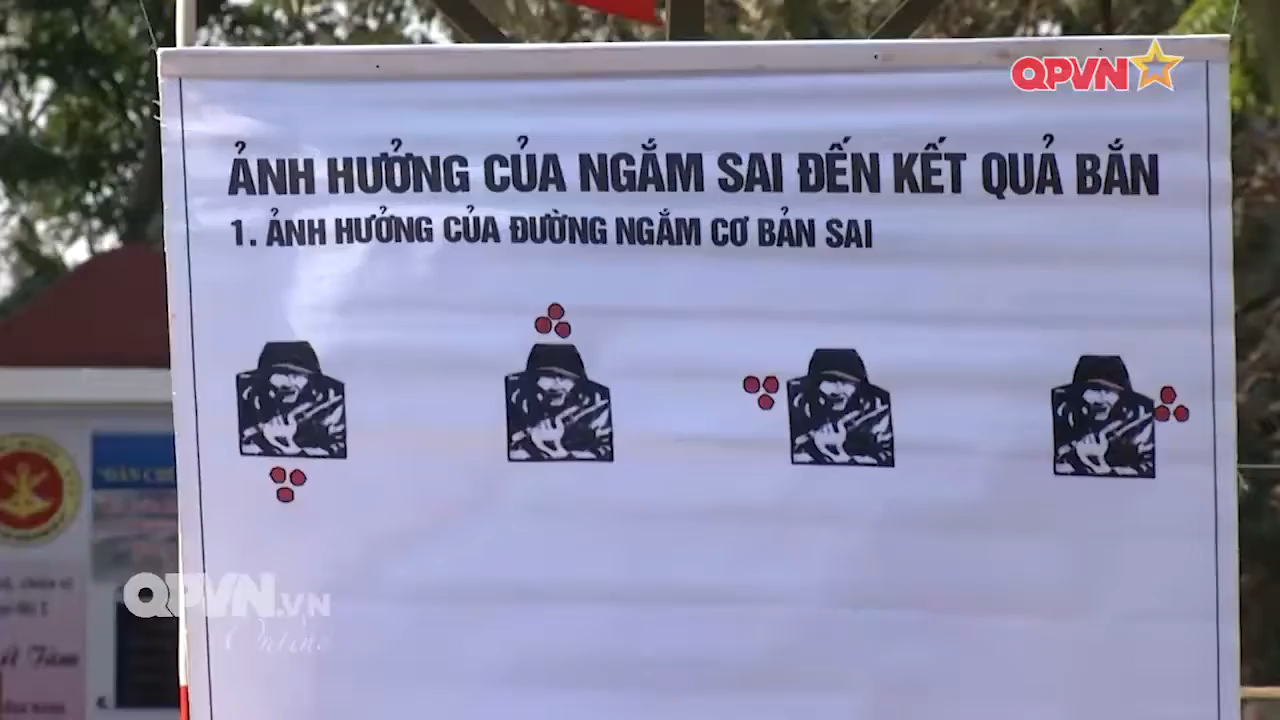 QPVN
ẢNH HƯỞNG CỦA NGẮM SAI ĐẾN KẾT QUẢ BẮN
1. ẢNH HƯỞNG CỦA ĐƯỜNG NGẮM CƠ BẢN SAI
QPVN.VN
Online